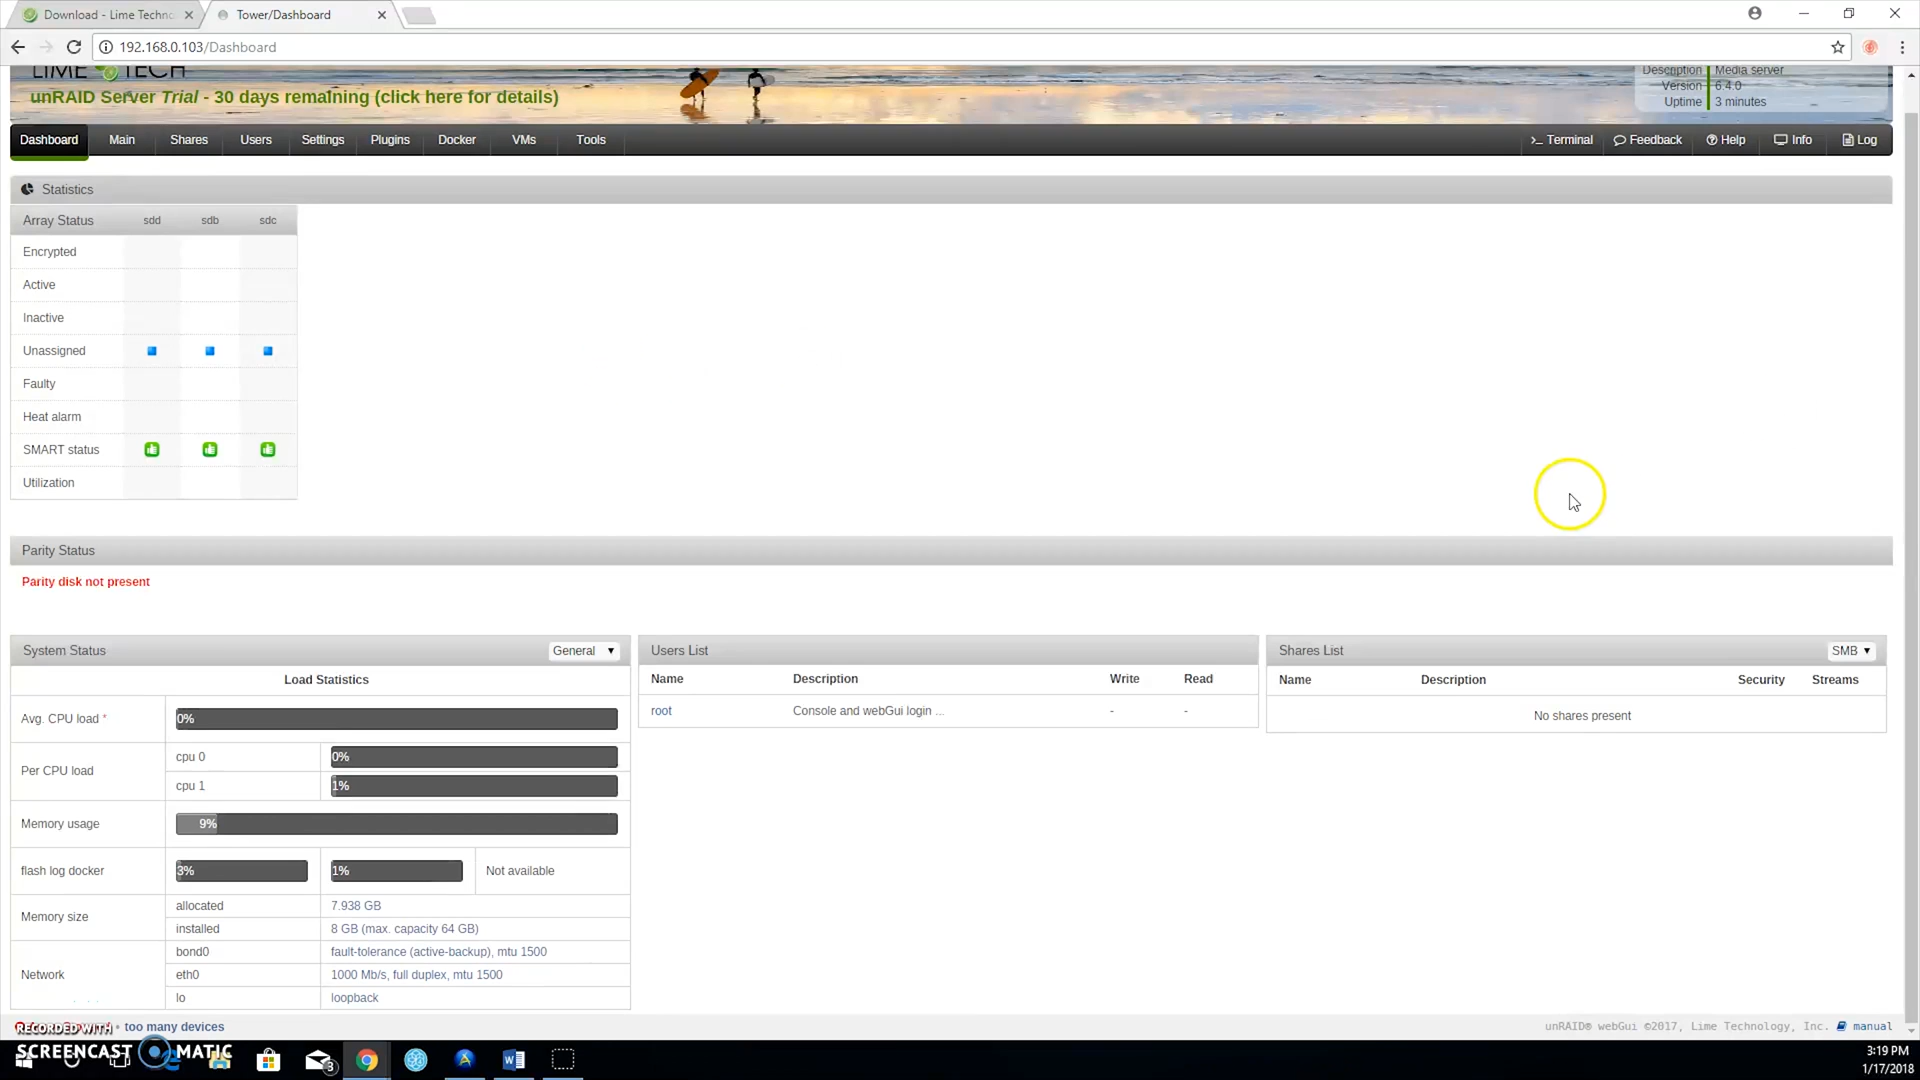 Download - Lime Techno
Tower/Dashboard
192.168.0.103/Dashboard
LIME TECH
unRAID Server Trial - 30 days remaining (click here for details)
Description Media server
Version 6.4.0
Uptime 3 minutes
Dashboard Main Shares Users Settings Plugins Docker VMs Tools
>_ Terminal Feedback Help Info Log
Statistics
Array Status sdd sdb sdc
Encrypted
Active
Inactive
Unassigned
Faulty
Heat alarm
SMART status
Utilization
Parity Status
Parity disk not present
System Status General
Load Statistics
Avg. CPU load * 0%
Per CPU load
cpu 0 0%
cpu 1 1%
Memory usage 9%
flash log docker 3% 1% Not available
Memory size
allocated 7.938 GB
installed 8 GB (max. capacity 64 GB)
Network
bond0 fault-tolerance (active-backup), mtu 1500
eth0 1000 Mb/s, full duplex, mtu 1500
lo loopback
Users List
Name Description Write Read
root Console and webGui login ... - -
Shares List SMB
Name Description Security Streams
No shares present
• too many devices
unRAID® webGui ©2017, Lime Technology, Inc. manual
RECORDED WITH
SCREENCAST MATIC
3
3:19 PM
1/17/2018